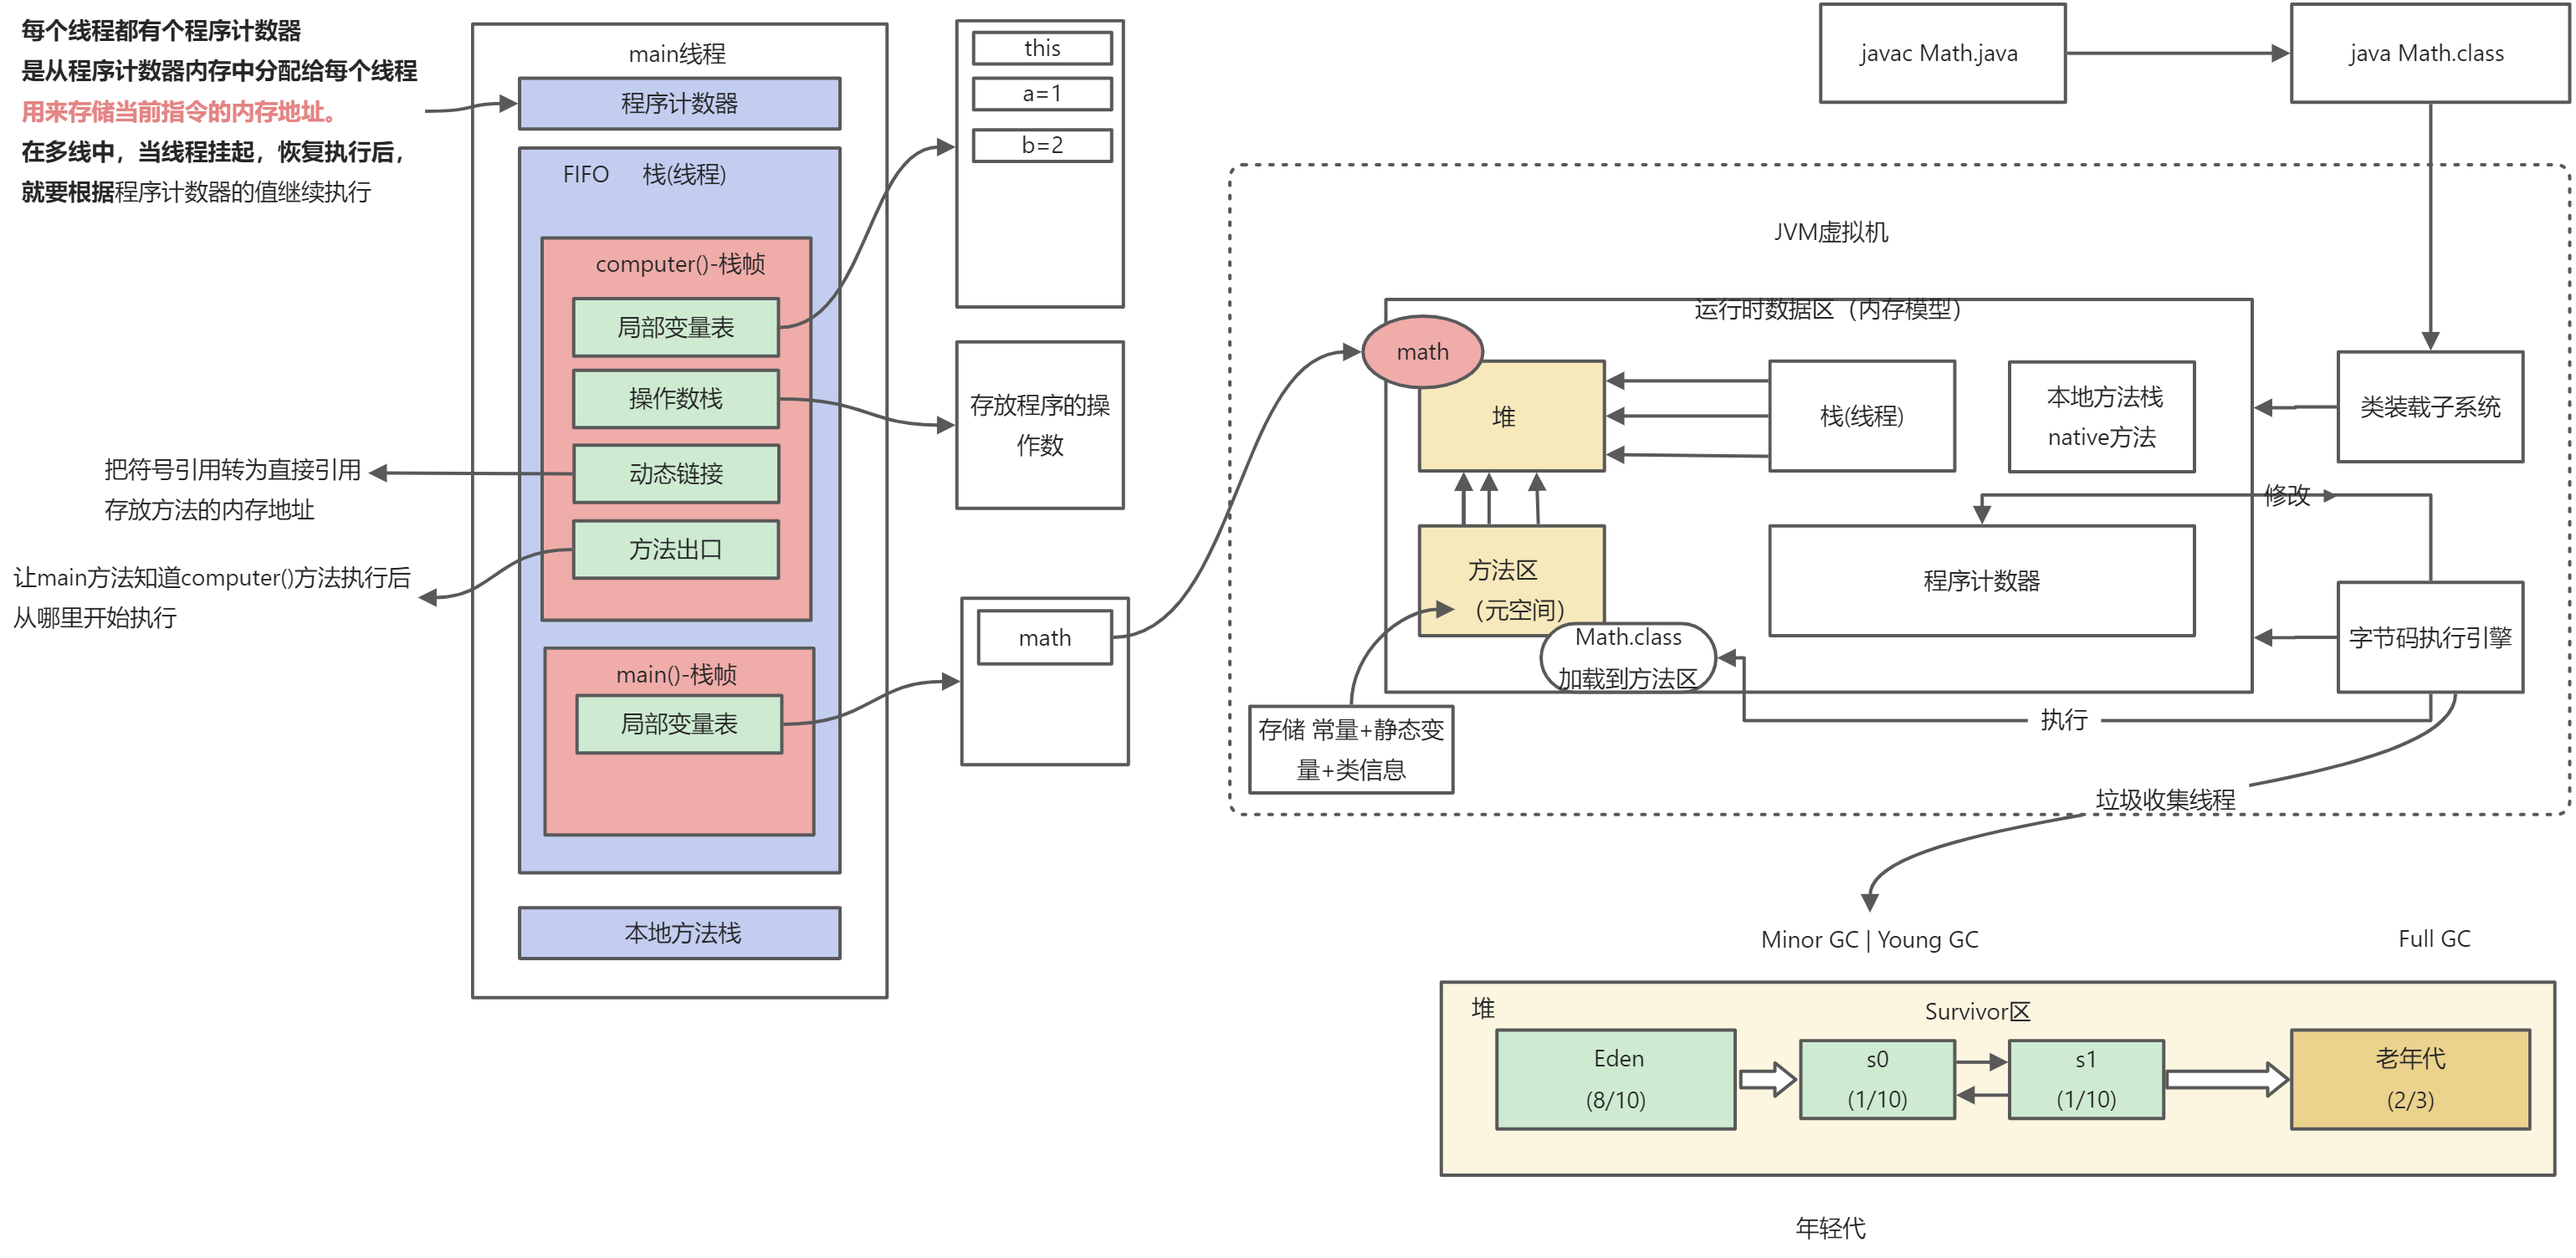 每个线程都有个程序计数器
是从程序计数器内存中分配给每个线程
用来存储当前指令的内存地址。
在多线中，当线程挂起，恢复执行后，
就要根据程序计数器的值继续执行
main线程
程序计数器
FIFO 栈(线程)
computer()-栈帧
局部变量表
操作数栈
动态链接
方法出口
main()-栈帧
局部变量表
本地方法栈
把符号引用转为直接引用
存放方法的内存地址
让main方法知道computer()方法执行后
从哪里开始执行
this
a=1
b=2
存放程序的操
作数
math
javac Math.java
java Math.class
JVM虚拟机
运行时数据区（内存模型）
math
堆
栈(线程)
本地方法栈
native方法
类装载子系统
修改
方法区
（元空间）
程序计数器
字节码执行引擎
Math.class
加载到方法区
存储 常量+静态变
量+类信息
执行
垃圾收集线程
Minor GC | Young GC
Full GC
堆
Survivor区
Eden
(8/10)
s0
(1/10)
s1
(1/10)
老年代
(2/3)
年轻代